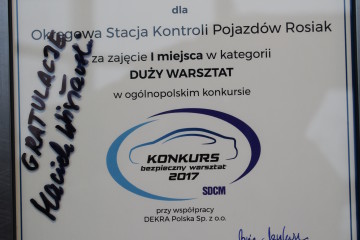 dla
Okręgowa Stacja Kontroli Pojazdów Rosiak
za zajęcie I miejsca w kategorii
DUŻY WARSZTAT
w ogólnopolskim konkursie
KONKURS
bezpieczny warsztat
2017
SDCM
przy współpracy
DEKRA Polska Sp. z o.o.
GRATULACJE
Maciek